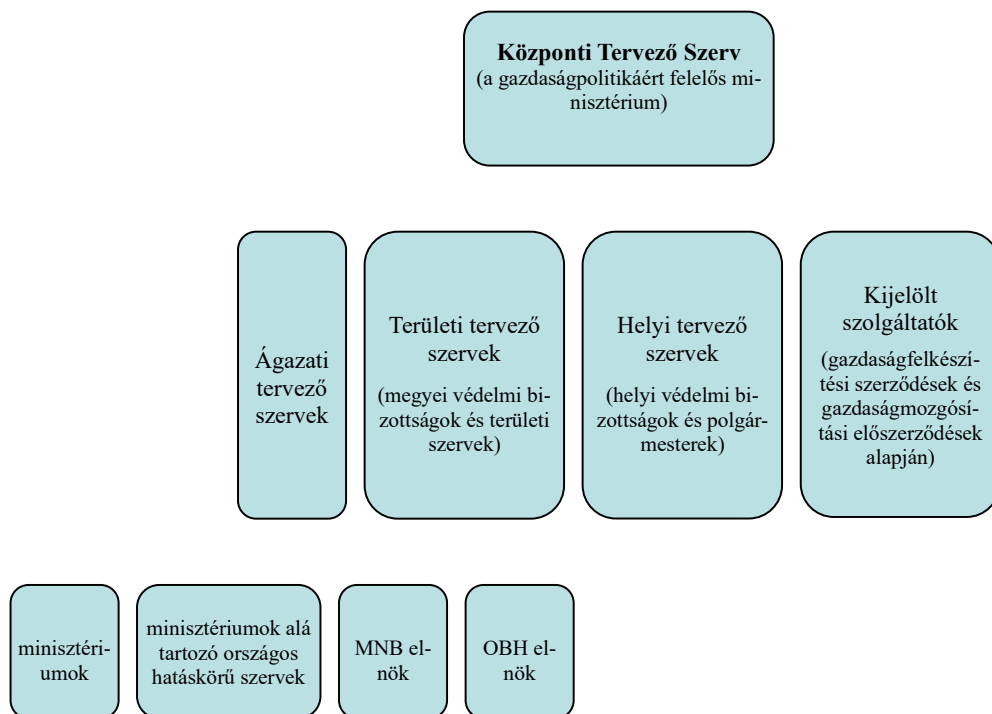 Központi Tervező Szerv
(a gazdaságpolitikáért felelős mi-
nisztérium)
Ágazati
tervező
szervek
Területi tervező
szervek
(megyei védelmi bi-
zottságok és területi
szervek)
Helyi tervező
szervek
(helyi védelmi bi-
zottságok és polgár-
mesterek)
Kijelölt
szolgáltatók
(gazdaságfelkészí-
tési szerződések és
gazdaságmozgósí-
tási előszerződések
alapján)
minisztéri-
umok
minisztériumok alá
tartozó országos
hatáskörű szervek
MNB el-
nök
OBH el-
nök